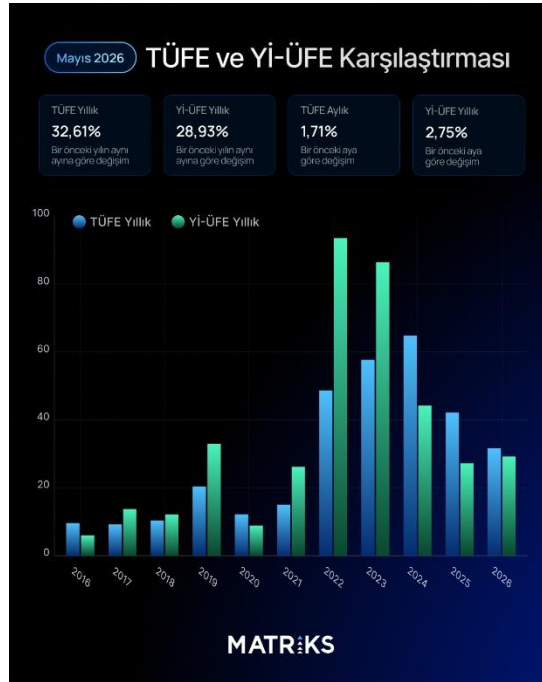 Mayıs 2026
TÜFE ve Yİ-ÜFE Karşılaştırması
TÜFE Yıllık
32,61%
Bir önceki yılın aynı
ayına göre değişim
Yİ-ÜFE Yıllık
28,93%
Bir önceki yılın aynı
ayına göre değişim
TÜFE Aylık
1,71%
Bir önceki aya
göre değişim
Yİ-ÜFE Yıllık
2,75%
Bir önceki aya
göre değişim
TÜFE Yıllık
Yİ-ÜFE Yıllık
100
80
60
40
20
0
2016
2017
2018
2019
2020
2021
2022
2023
2024
2025
2026
MATRİKS